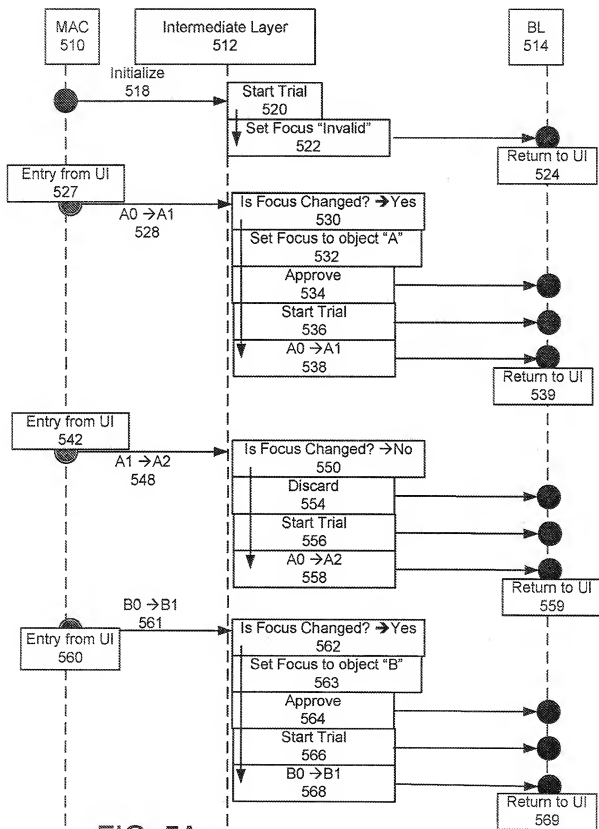 MAC
510
Intermediate Layer
512
BL
514
Initialize
518
Start Trial
520
Set Focus "Invalid"
522
Return to UI
524
Entry from UI
527
A0 →A1
528
Is Focus Changed? →Yes
530
Set Focus to object "A"
532
Approve
534
Start Trial
536
A0 →A1
538
Return to UI
539
Entry from UI
542
A1 →A2
548
Is Focus Changed? →No
550
Discard
554
Start Trial
556
A0 →A2
558
Return to UI
559
B0 →B1
561
Entry from UI
560
Is Focus Changed? →Yes
562
Set Focus to object "B"
563
Approve
564
Start Trial
566
B0 →B1
568
Return to UI
569